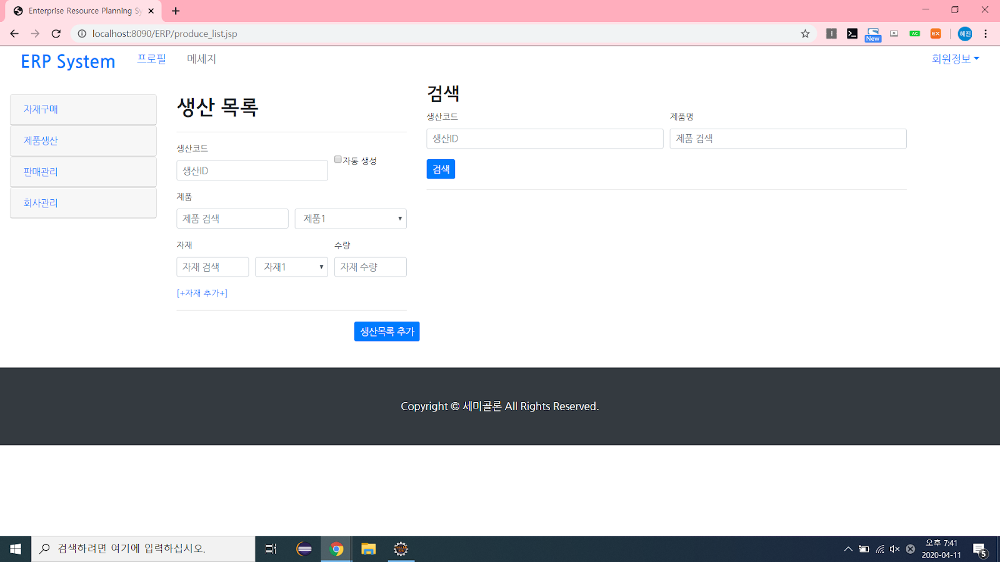 Enterprise Resource Planning Sy
localhost:8090/ERP/produce_list.jsp
New
AC
EX
혜진
ERP System
프로필
메세지
회원정보
자재구매
제품생산
판매관리
회사관리
생산 목록
생산코드
생산ID
자동 생성
제품
제품 검색
제품1
자재
수량
자재 검색
자재1
자재 수량
[+자재 추가+]
생산목록 추가
검색
생산코드
제품명
생산ID
제품 검색
검색
Copyright © 세미콜론 All Rights Reserved.
검색하려면 여기에 입력하십시오.
오후 7:41
2020-04-11
5